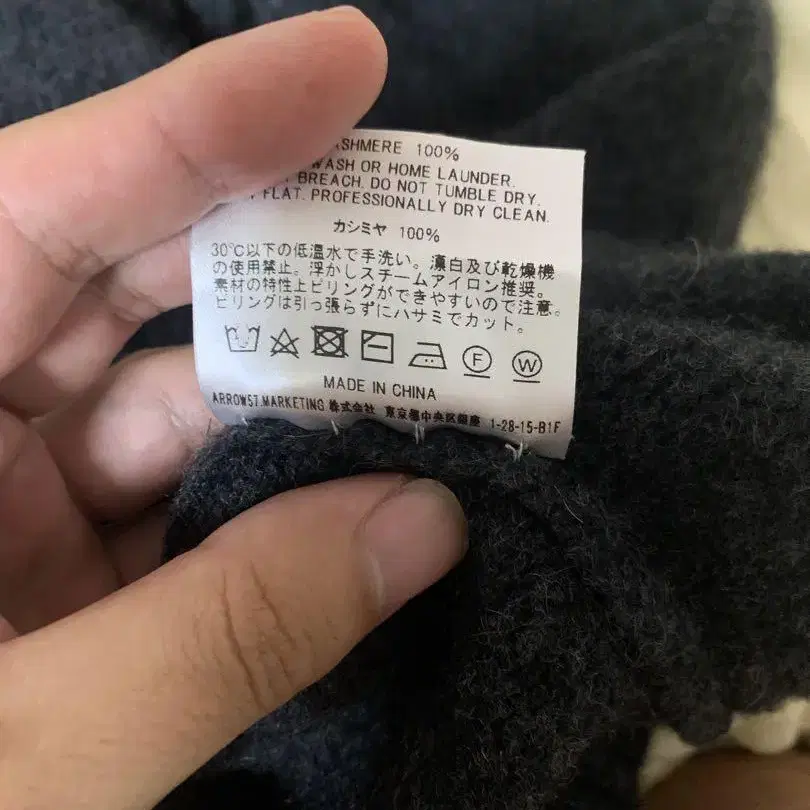 ASHMERE 100%
WASH OR HOME LAUNDER.
BREACH. DO NOT TUMBLE DRY.
FLAT. PROFESSIONALLY DRY CLEAN.
カシミヤ 100%
30℃以下の低温水で手洗い。漂白及び乾燥機
の使用禁止。浮かしスチームアイロン推奨。
素材の特性上ピリングができやすいので注意。
ピリングは引っ張らずにハサミでカット。
F W
MADE IN CHINA
ARROW57.MARKETING 株式会社 東京都中央区銀座 1-28-15-B1F